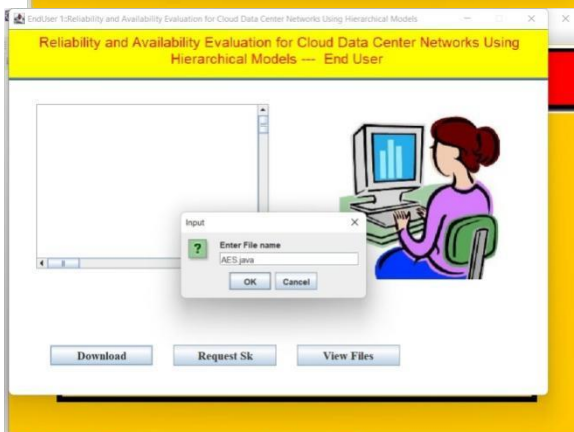 EndUser 1:Reliability and Availability Evaluation for Cloud Data Center Networks Using Hierarchical Models
Reliability and Availability Evaluation for Cloud Data Center Networks Using
Hierarchical Models --- End User
Input
?
Enter File name
AES.java
OK Cancel
Download Request Sk View Files